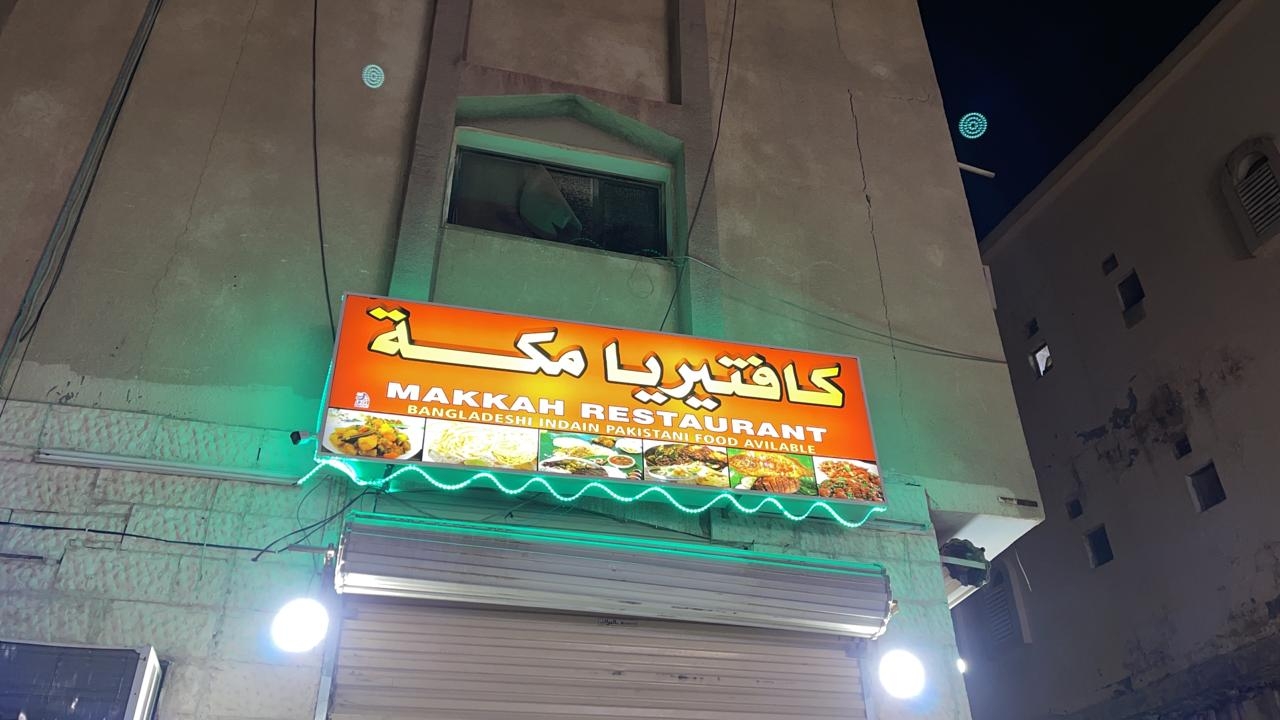 كافتيريا مكة
MAKKAH RESTAURANT
BANGLADESHI INDAIN PAKISTANI FOOD AVILABLE